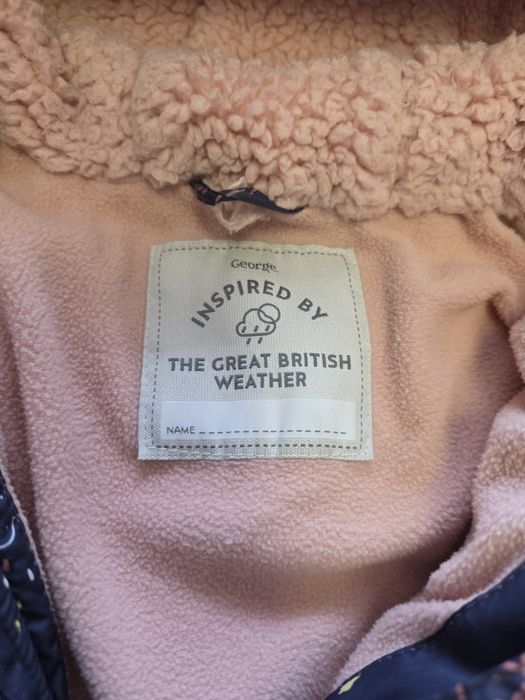 George.
INSPIRED BY
THE GREAT BRITISH
WEATHER
NAME